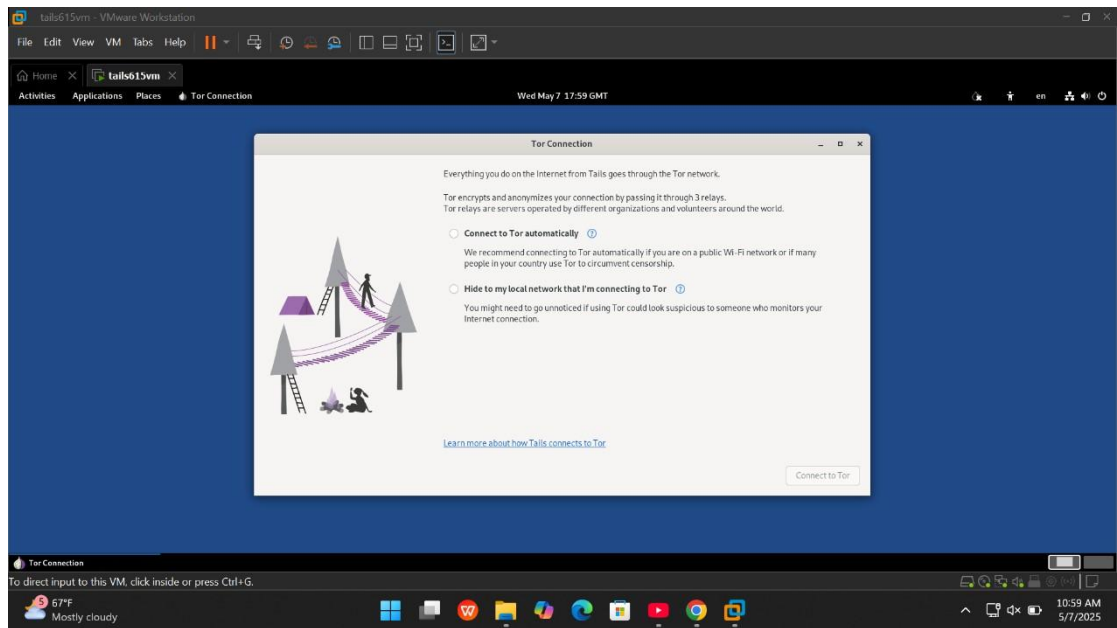 tails615vm - VMware Workstation
File Edit View VM Tabs Help
Home tails615vm
Activities Applications Places Tor Connection Wed May 7 17:59 GMT en
Tor Connection
Everything you do on the Internet from Tails goes through the Tor network.
Tor encrypts and anonymizes your connection by passing it through 3 relays.
Tor relays are servers operated by different organizations and volunteers around the world.
Connect to Tor automatically
We recommend connecting to Tor automatically if you are on a public Wi-Fi network or if many
people in your country use Tor to circumvent censorship.
Hide to my local network that I'm connecting to Tor
You might need to go unnoticed if using Tor could look suspicious to someone who monitors your
Internet connection.
Learn more about how Tails connects to Tor
Connect to Tor
Tor Connection
To direct input to this VM, click inside or press Ctrl+G.
5 67°F
Mostly cloudy
10:59 AM
5/7/2025